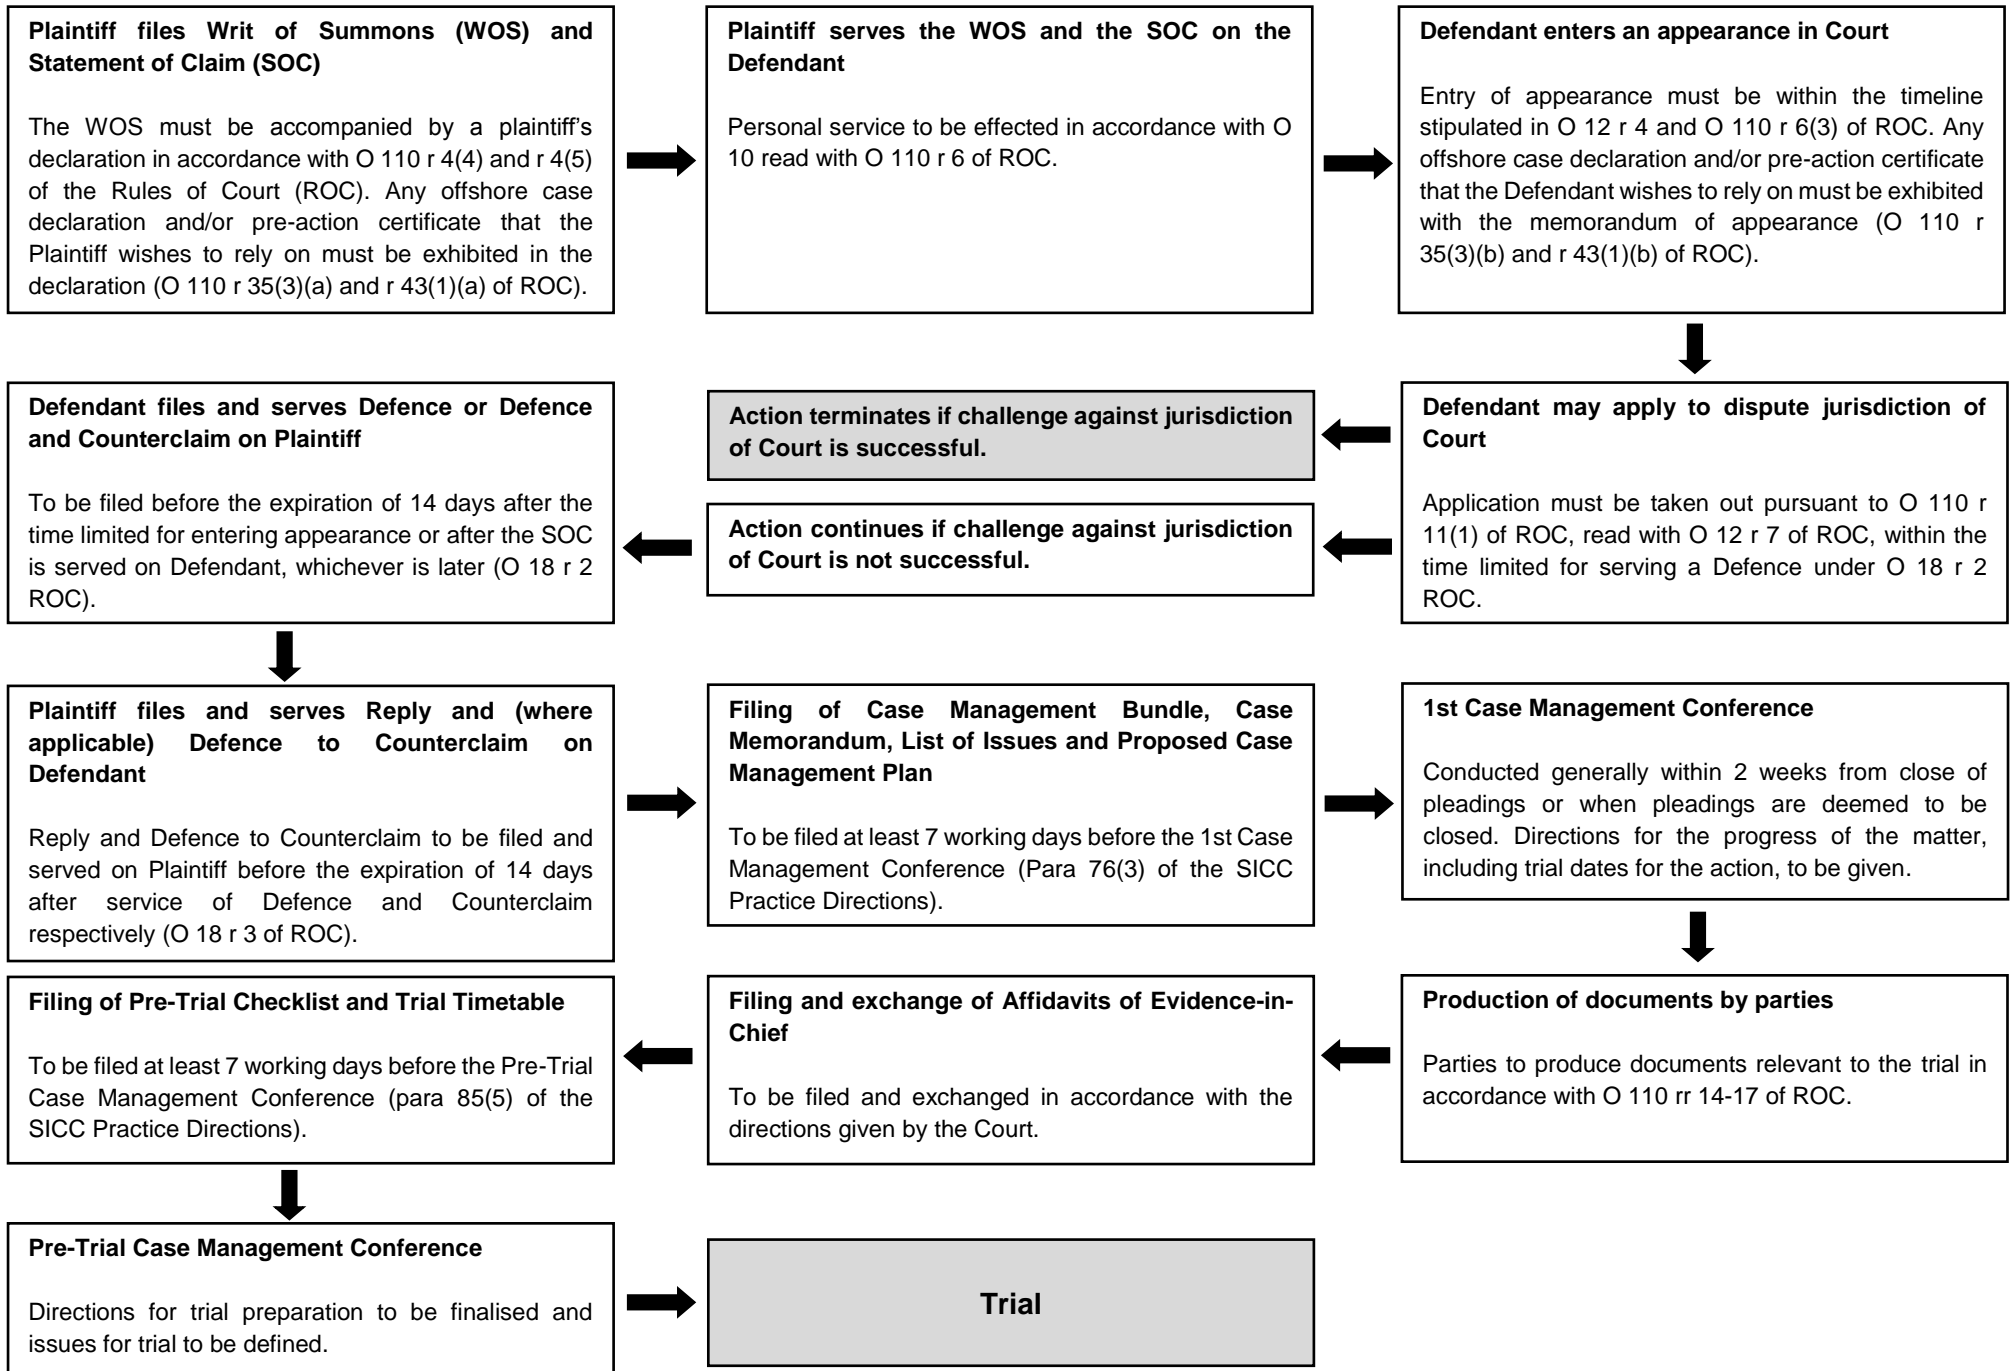 Plaintiff files Writ of Summons (WOS) and
Statement of Claim (SOC)
The WOS must be accompanied by a plaintiff's
declaration in accordance with O 110 r 4(4) and r 4(5)
of the Rules of Court (ROC). Any offshore case
declaration and/or pre-action certificate that the
Plaintiff wishes to rely on must be exhibited in the
declaration (O 110 r 35(3)(a) and r 43(1)(a) of ROC).
Plaintiff serves the WOS and the SOC on the
Defendant
Personal service to be effected in accordance with O
10 read with O 110 r 6 of ROC.
Defendant enters an appearance in Court
Entry of appearance must be within the timeline
stipulated in O 12 r 4 and O 110 r 6(3) of ROC. Any
offshore case declaration and/or pre-action certificate
that the Defendant wishes to rely on must be exhibited
with the memorandum of appearance (O 110 r
35(3)(b) and r 43(1)(b) of ROC).
Defendant may apply to dispute jurisdiction of
Court
Application must be taken out pursuant to O 110 r
11(1) of ROC, read with O 12 r 7 of ROC, within the
time limited for serving a Defence under O 18 r 2
ROC.
Action terminates if challenge against jurisdiction
of Court is successful.
Action continues if challenge against jurisdiction
of Court is not successful.
Defendant files and serves Defence or Defence
and Counterclaim on Plaintiff
To be filed before the expiration of 14 days after the
time limited for entering appearance or after the SOC
is served on Defendant, whichever is later (O 18 r 2
ROC).
Plaintiff files and serves Reply and (where
applicable) Defence to Counterclaim on
Defendant
Reply and Defence to Counterclaim to be filed and
served on Plaintiff before the expiration of 14 days
after service of Defence and Counterclaim
respectively (O 18 r 3 of ROC).
Filing of Case Management Bundle, Case
Memorandum, List of Issues and Proposed Case
Management Plan
To be filed at least 7 working days before the 1st Case
Management Conference (Para 76(3) of the SICC
Practice Directions).
1st Case Management Conference
Conducted generally within 2 weeks from close of
pleadings or when pleadings are deemed to be
closed. Directions for the progress of the matter,
including trial dates for the action, to be given.
Production of documents by parties
Parties to produce documents relevant to the trial in
accordance with O 110 rr 14-17 of ROC.
Filing and exchange of Affidavits of Evidence-in-
Chief
To be filed and exchanged in accordance with the
directions given by the Court.
Filing of Pre-Trial Checklist and Trial Timetable
To be filed at least 7 working days before the Pre-Trial
Case Management Conference (para 85(5) of the
SICC Practice Directions).
Pre-Trial Case Management Conference
Directions for trial preparation to be finalised and
issues for trial to be defined.
Trial